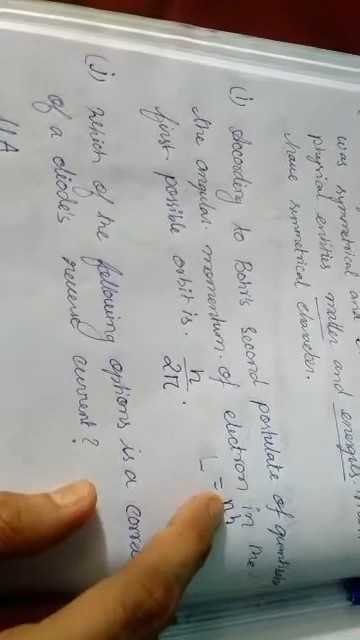 was symmetrical and
physical entities matter and energies.
have symmetrical character.
(i) According to Bohr's second postulate of quantum
the angular momentum of electron in the
first possible orbit is. h/2π. L = nh
(j) Which of the following options is a
of a diode's reverse current?
11A